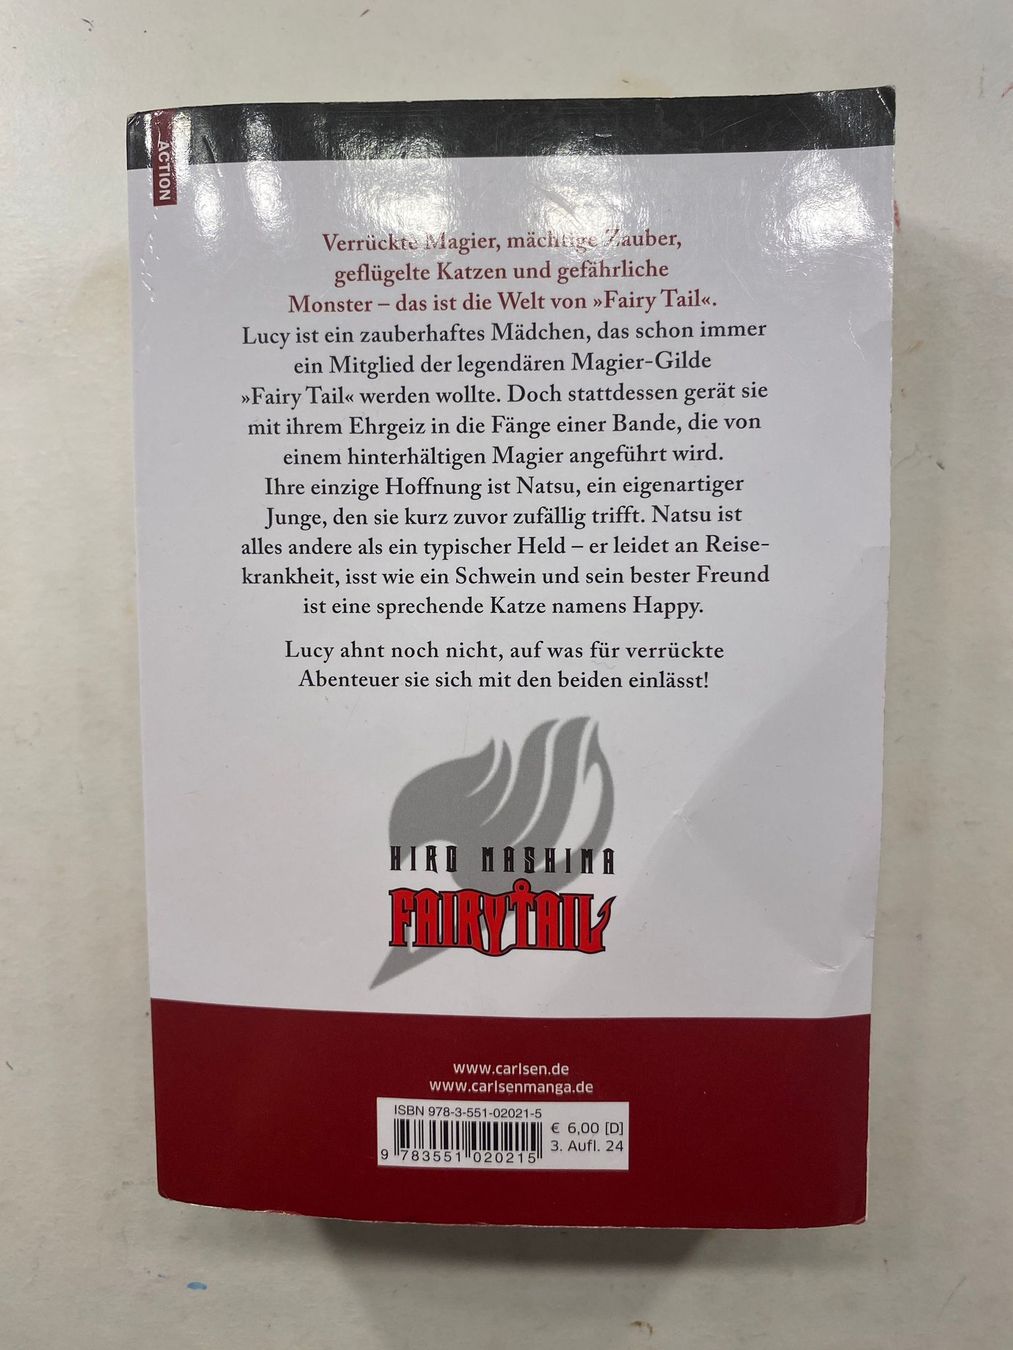 ACTION
Verrückte Magier, mächtige Zauber,
geflügelte Katzen und gefährliche
Monster – das ist die Welt von »Fairy Tail«.
Lucy ist ein zauberhaftes Mädchen, das schon immer
ein Mitglied der legendären Magier-Gilde
»Fairy Tail« werden wollte. Doch stattdessen gerät sie
mit ihrem Ehrgeiz in die Fänge einer Bande, die von
einem hinterhältigen Magier angeführt wird.
Ihre einzige Hoffnung ist Natsu, ein eigenartiger
Junge, den sie kurz zuvor zufällig trifft. Natsu ist
alles andere als ein typischer Held – er leidet an Reise-
krankheit, isst wie ein Schwein und sein bester Freund
ist eine sprechende Katze namens Happy.
Lucy ahnt noch nicht, auf was für verrückte
Abenteuer sie sich mit den beiden einlässt!
HIRO MASHIMA
FAIRY TAIL
www.carlsen.de
www.carlsenmanga.de
ISBN 978-3-551-02021-5
€ 6,00 [D]
3. Aufl. 24
9 783551 020215